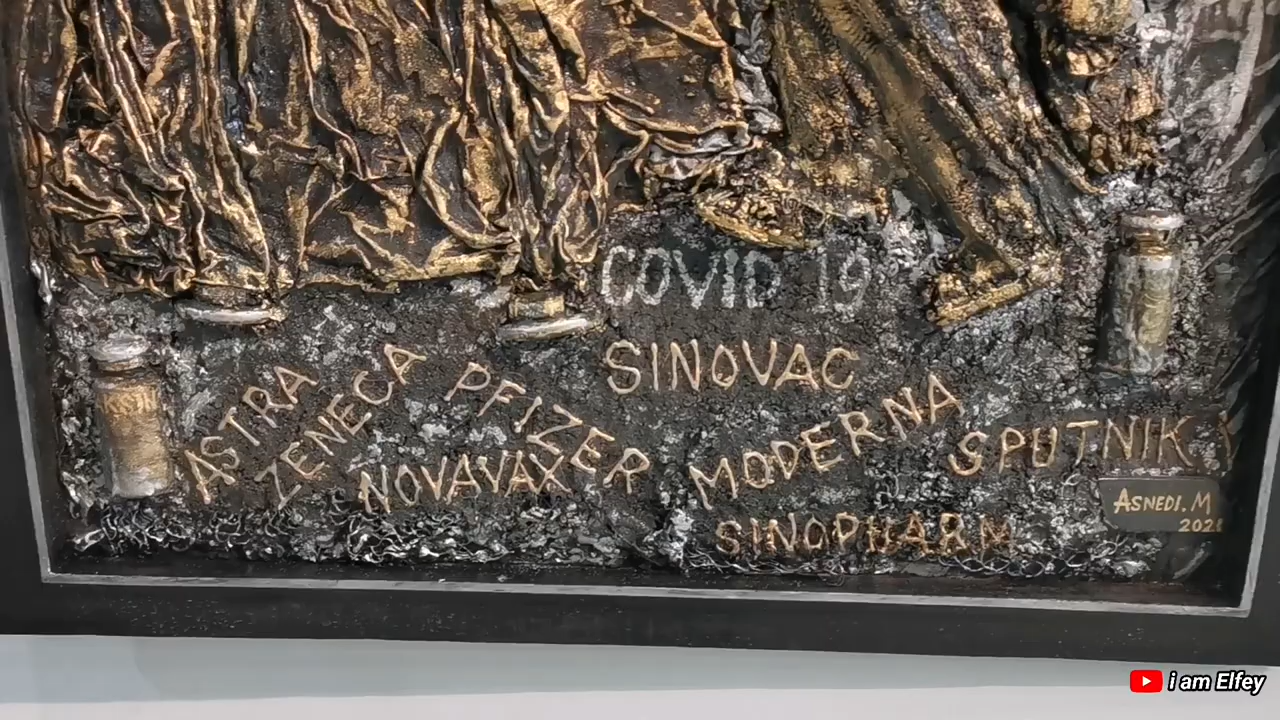 COVID 19
SINOVAC
ASTRA
ZENECA
PFIZER
NOVAVAX
MODERNA
SPUTNIK V
SINOPHARM
ASNEDI.M
i am Elfey